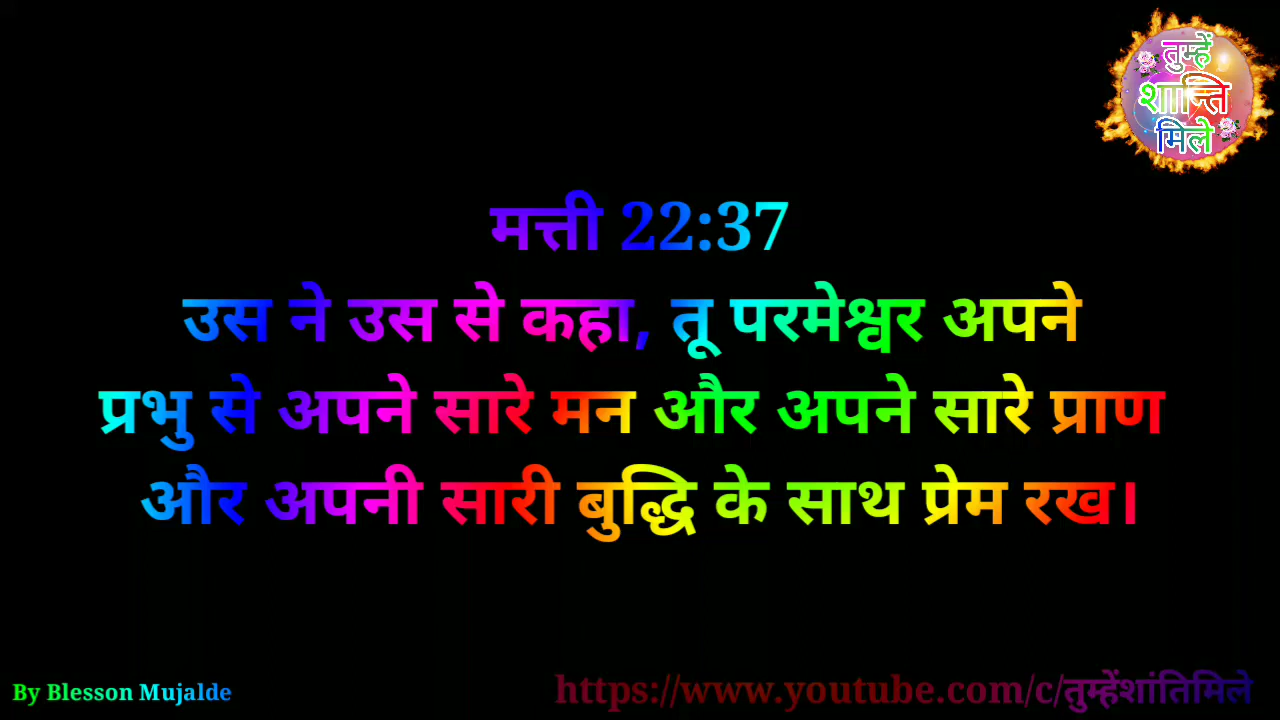 तुम्हें
शान्ति
मिले
मत्ती 22:37
उस ने उस से कहा, तू परमेश्वर अपने
प्रभु से अपने सारे मन और अपने सारे प्राण
और अपनी सारी बुद्धि के साथ प्रेम रख।
By Blesson Mujalde
https://www.youtube.com/c/तुम्हेंशांतिमिले